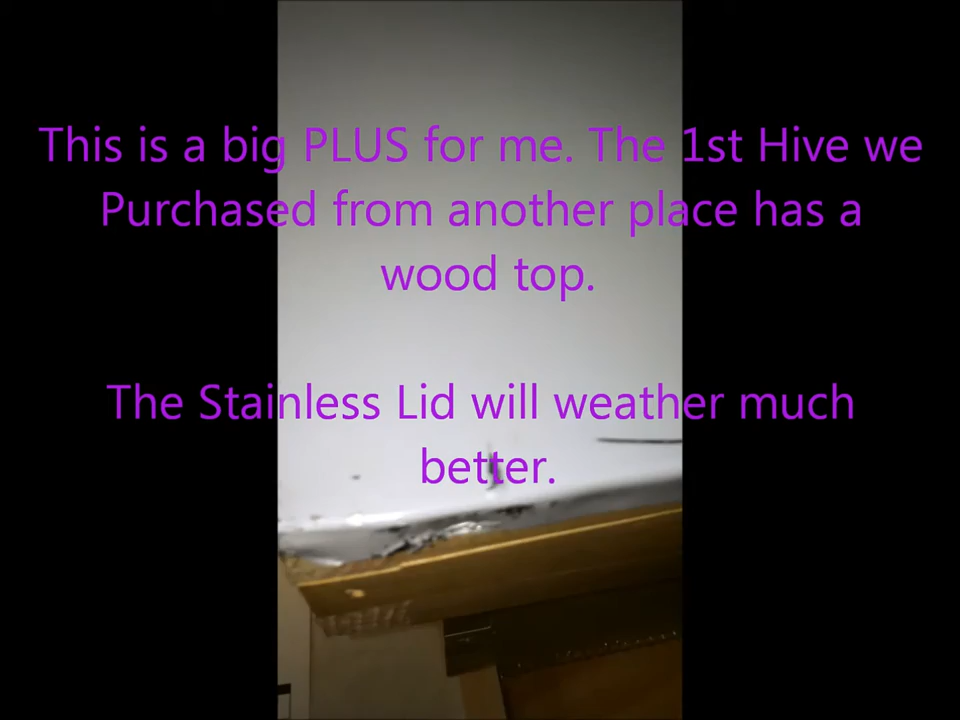 This is a big PLUS for me. The 1st Hive we
Purchased from another place has a
wood top.
The Stainless Lid will weather much
better.